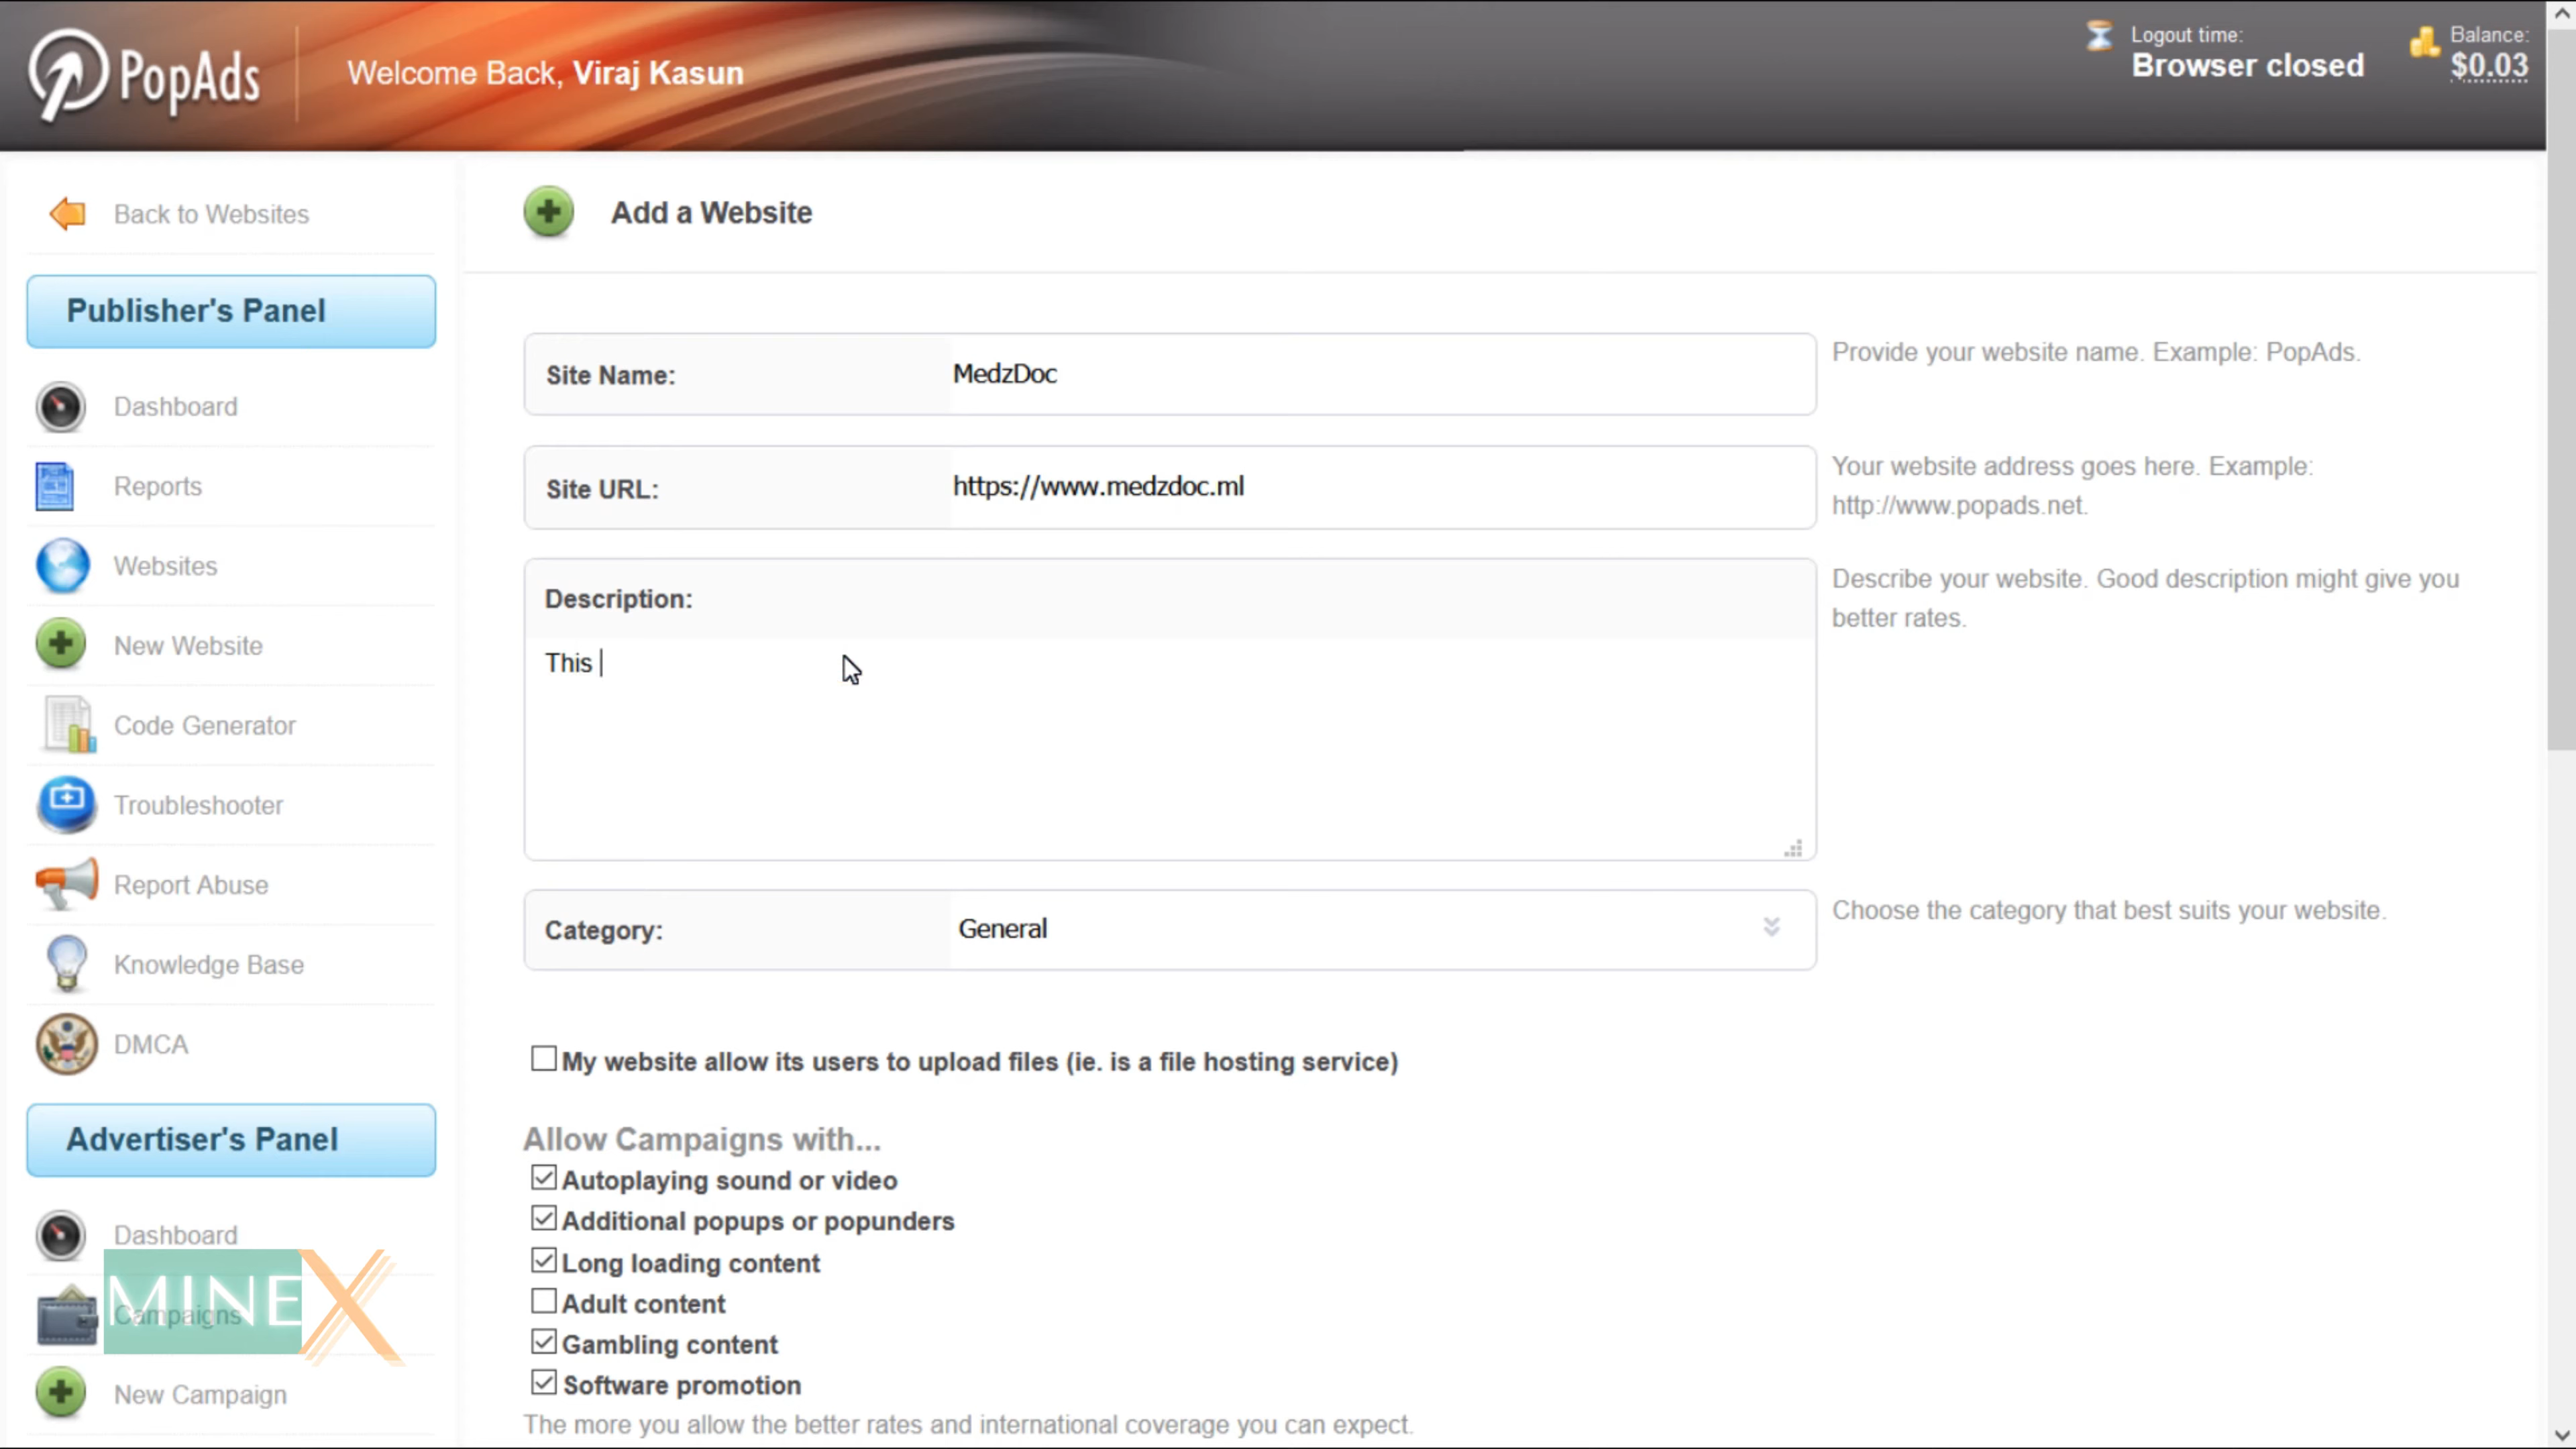 PopAds
Welcome Back, Viraj Kasun
Logout time:
Browser closed
Balance:
$0.03
Back to Websites
Publisher's Panel
Dashboard
Reports
Websites
New Website
Code Generator
Troubleshooter
Report Abuse
Knowledge Base
DMCA
Advertiser's Panel
Dashboard
Campaigns
MINEX
New Campaign
Add a Website
Site Name: MedzDoc
Provide your website name. Example: PopAds.
Site URL: https://www.medzdoc.ml
Your website address goes here. Example:
http://www.popads.net.
Description:
This
Describe your website. Good description might give you
better rates.
Category: General
Choose the category that best suits your website.
My website allow its users to upload files (ie. is a file hosting service)
Allow Campaigns with...
Autoplaying sound or video
Additional popups or popunders
Long loading content
Adult content
Gambling content
Software promotion
The more you allow the better rates and international coverage you can expect.